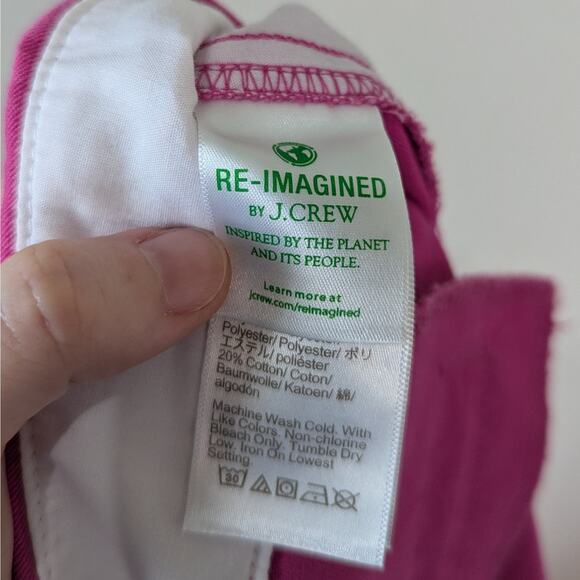 RE-IMAGINED
BY J.CREW
INSPIRED BY THE PLANET
AND ITS PEOPLE.
Learn more at
jcrew.com/reimagined
Polyester/ Polyester/ ポリ
エステル/ poliéster
20% Cotton/ Coton/
Baumwolle/ Katoen/ 綿/
algodón
Machine Wash Cold. With
Like Colors. Non-chlorine
Bleach Only. Tumble Dry
Low. Iron On Lowest
Setting.
30